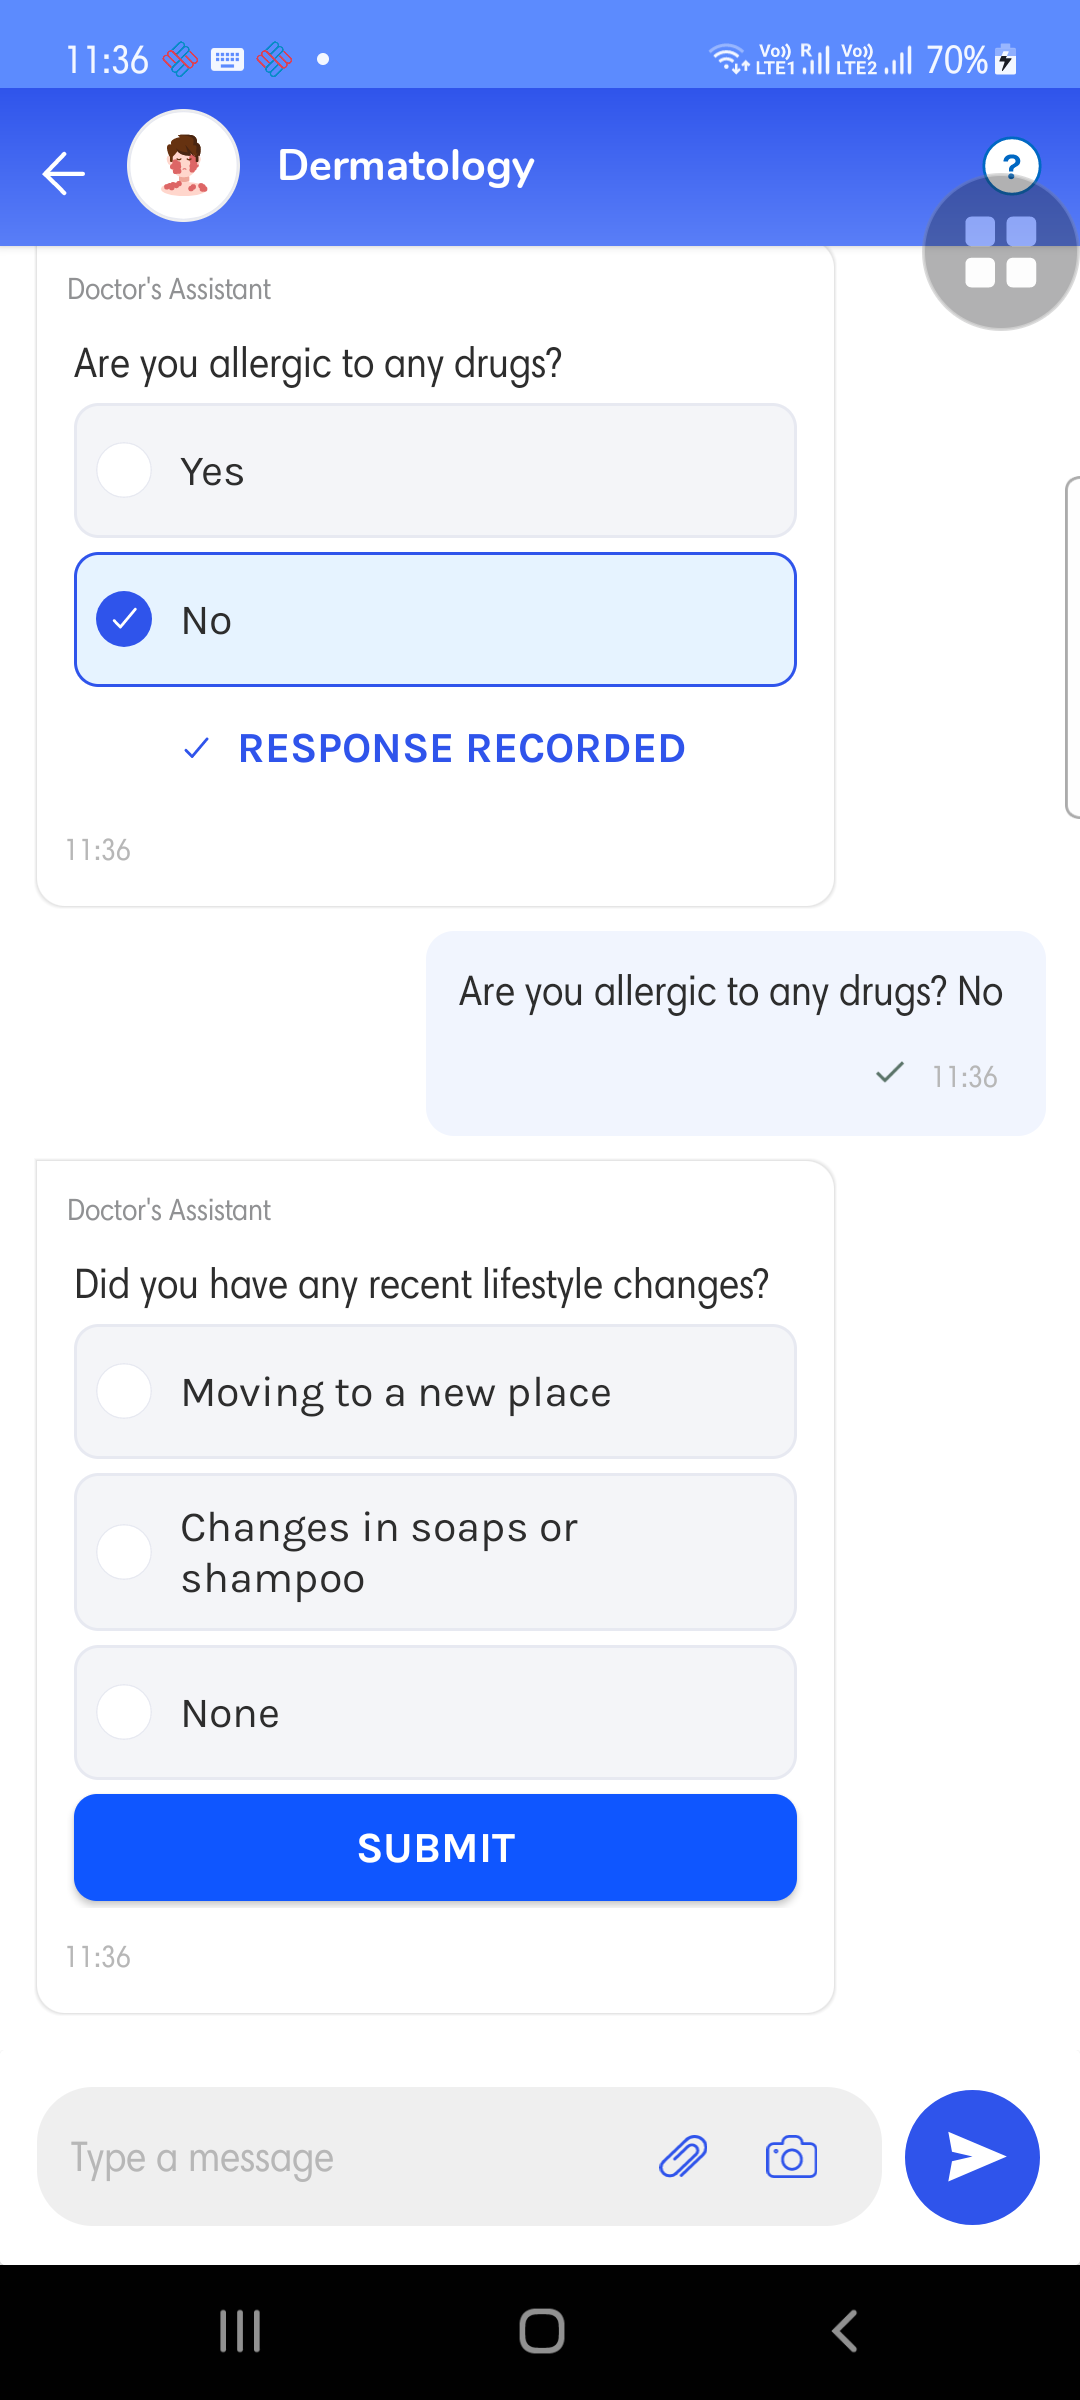 11:36
Vo)) R Vo))
LTE1 LTE2 70%
Dermatology
?
Doctor's Assistant
Are you allergic to any drugs?
Yes
No
RESPONSE RECORDED
11:36
Are you allergic to any drugs? No
11:36
Doctor's Assistant
Did you have any recent lifestyle changes?
Moving to a new place
Changes in soaps or
shampoo
None
SUBMIT
11:36
Type a message